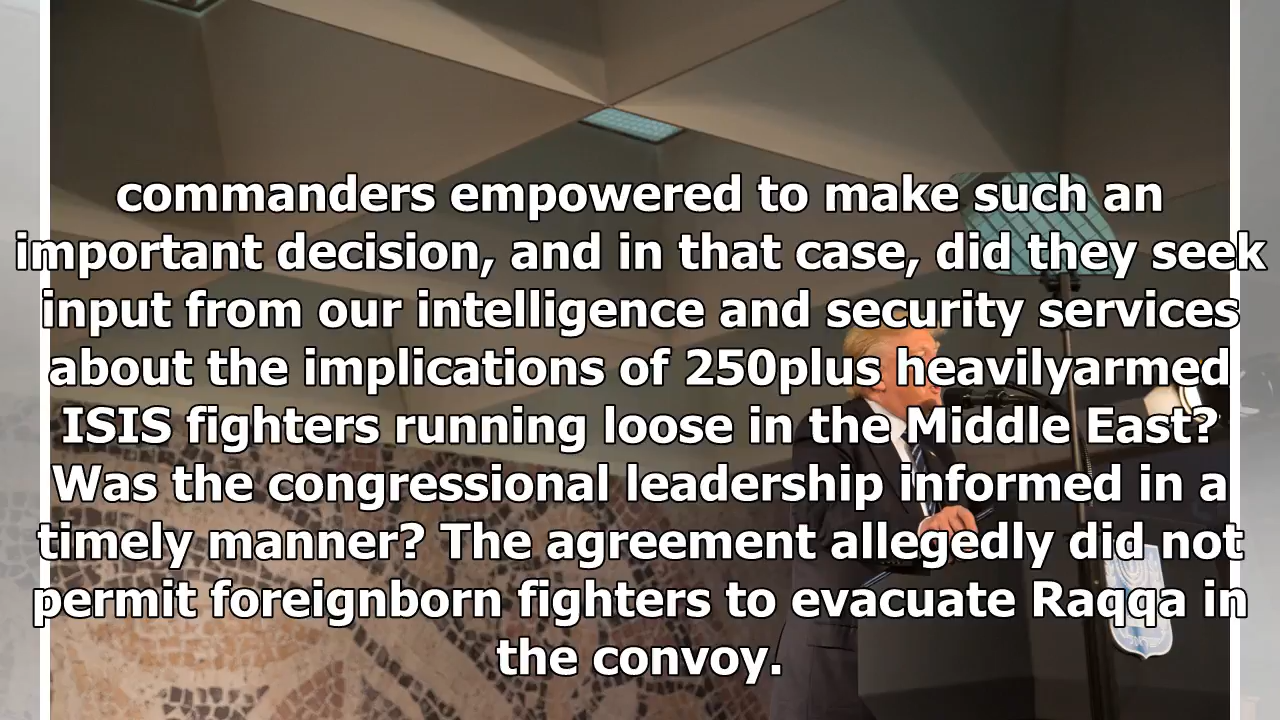 commanders empowered to make such an
important decision, and in that case, did they seek
input from our intelligence and security services
about the implications of 250plus heavilyarmed
ISIS fighters running loose in the Middle East?
Was the congressional leadership informed in a
timely manner? The agreement allegedly did not
permit foreignborn fighters to evacuate Raqqa in
the convoy.